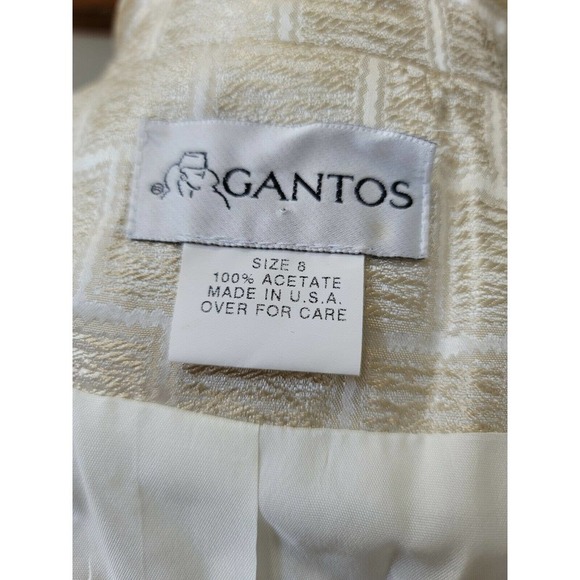 ® GANTOS
SIZE 8
100% ACETATE
MADE IN U.S.A.
OVER FOR CARE